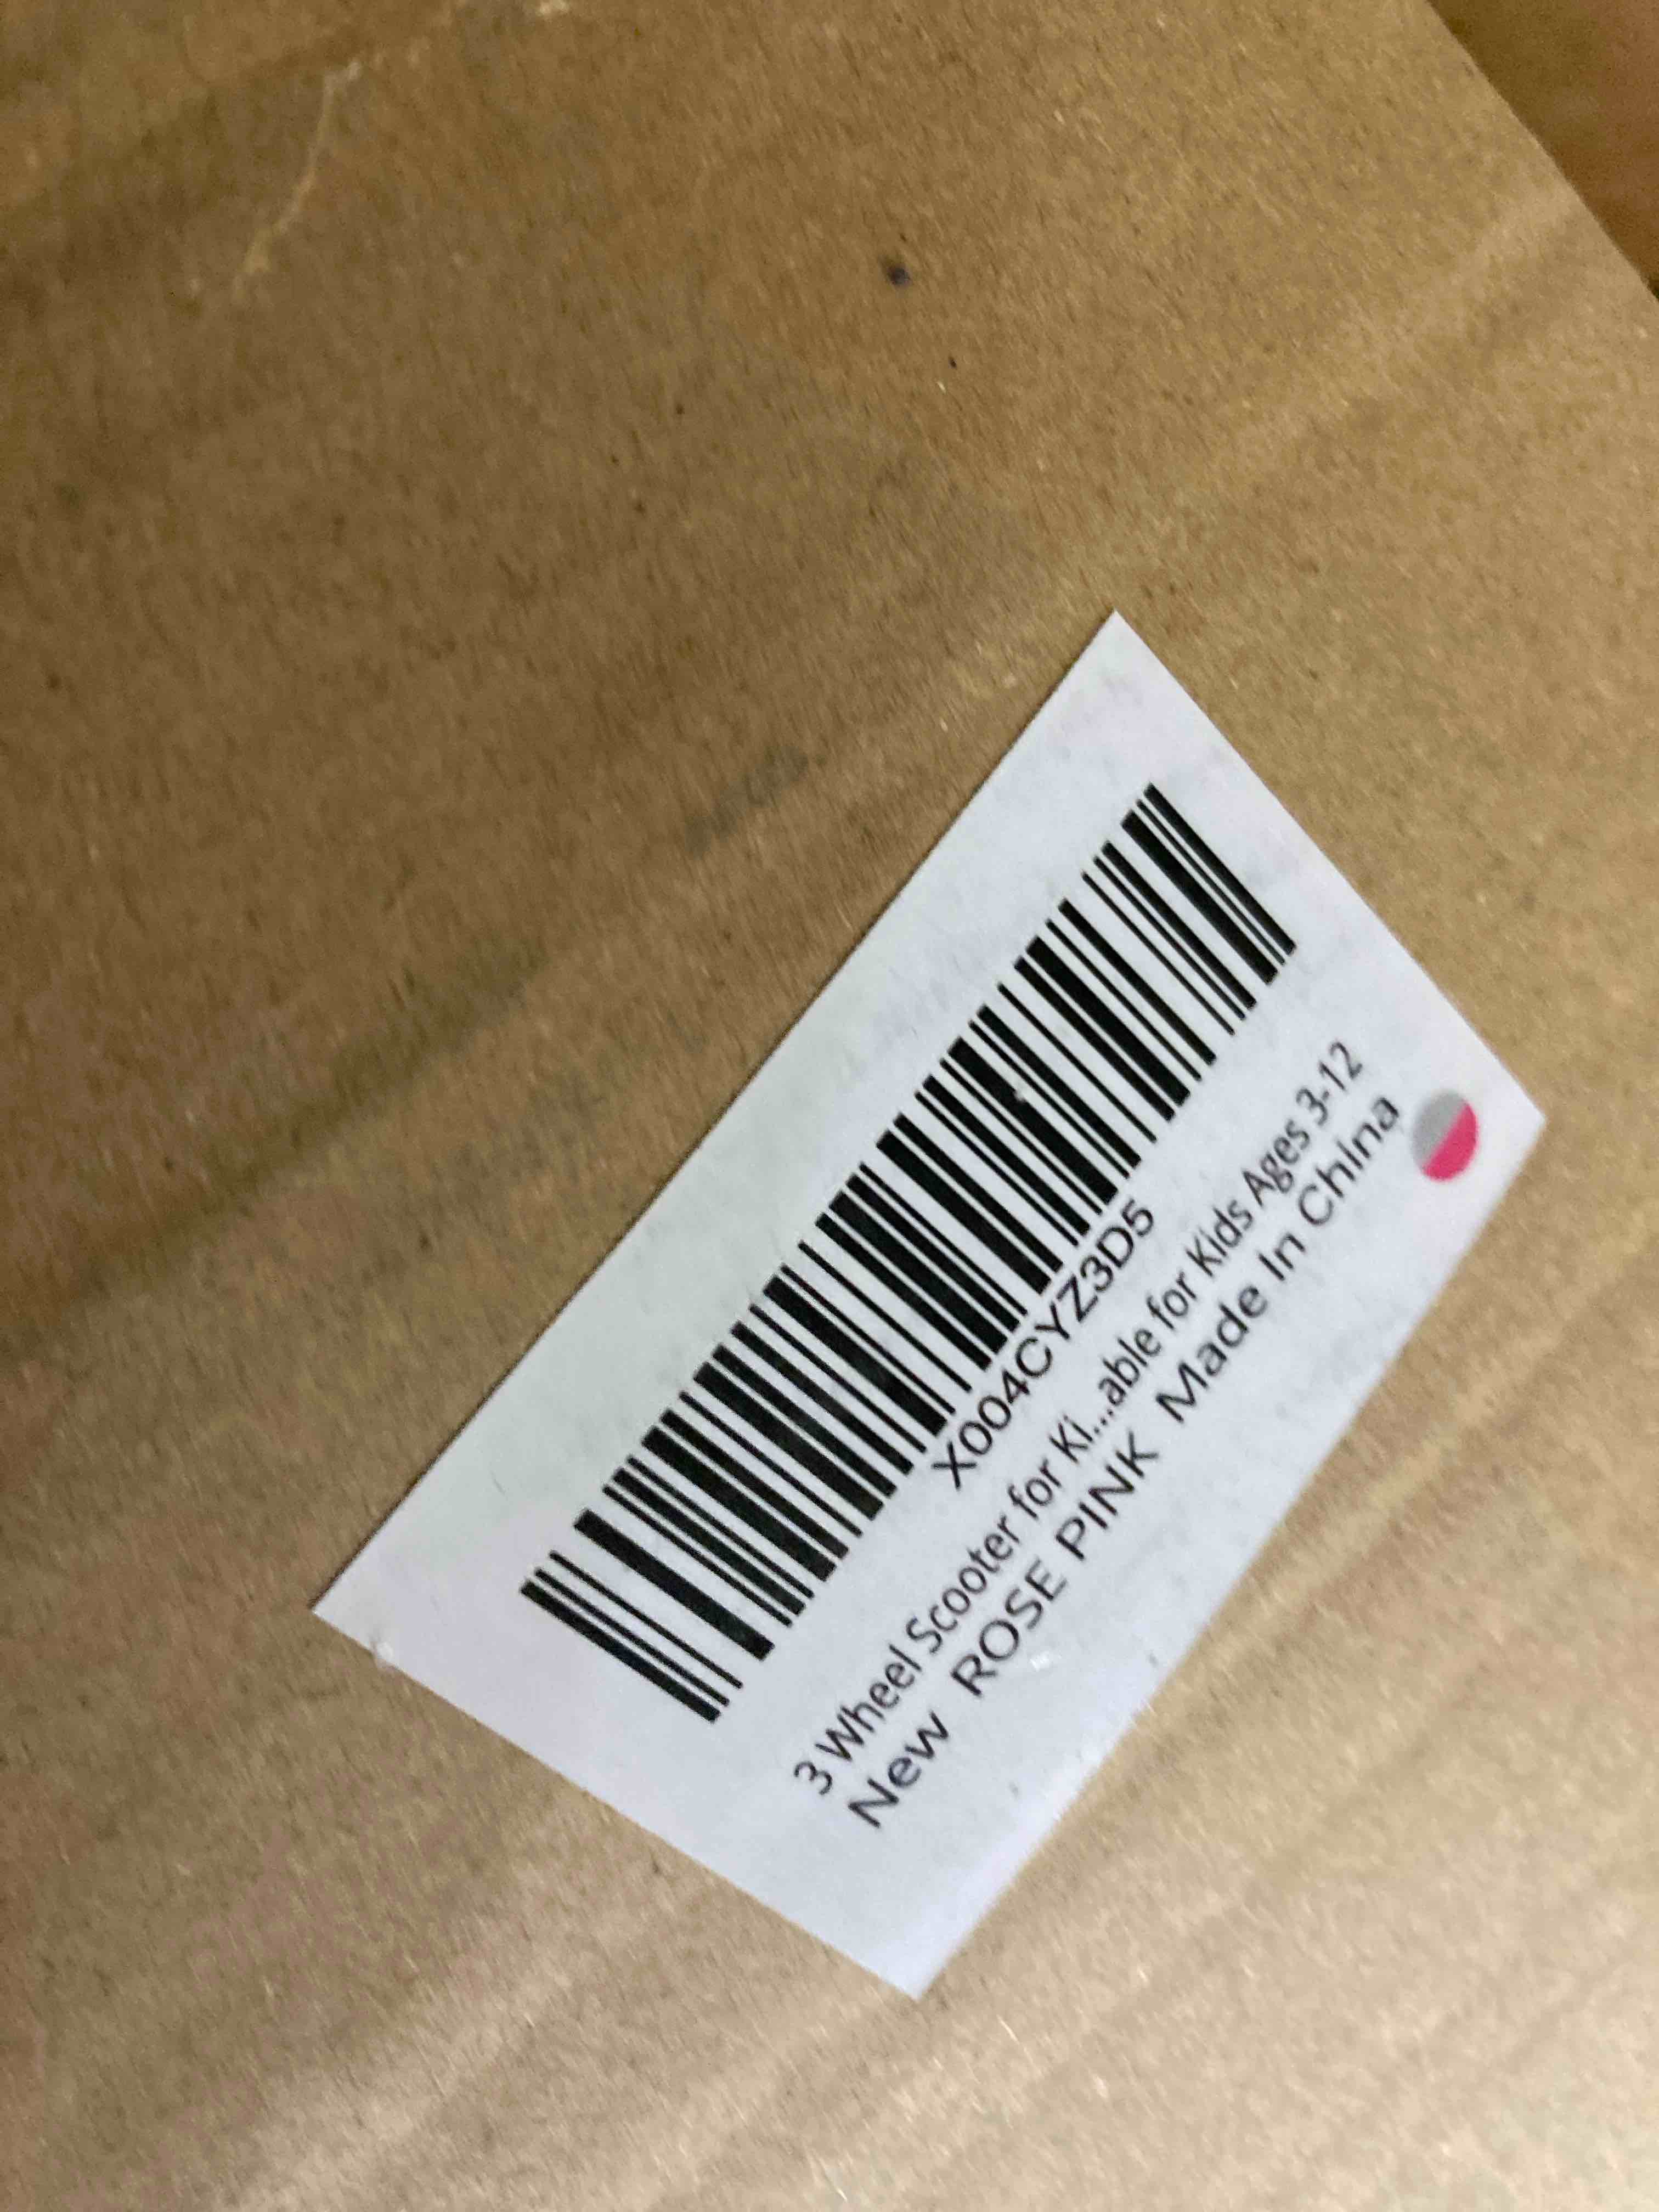 X004CYZ3D5
3 Wheel Scooter for Ki...able for Kids Ages 3-12
New ROSE PINK Made In China